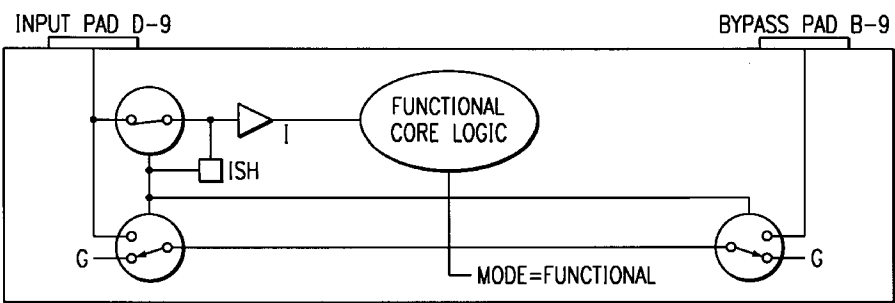 INPUT PAD D-9
BYPASS PAD B-9
FUNCTIONAL
CORE LOGIC
I
ISH
G
G
MODE=FUNCTIONAL